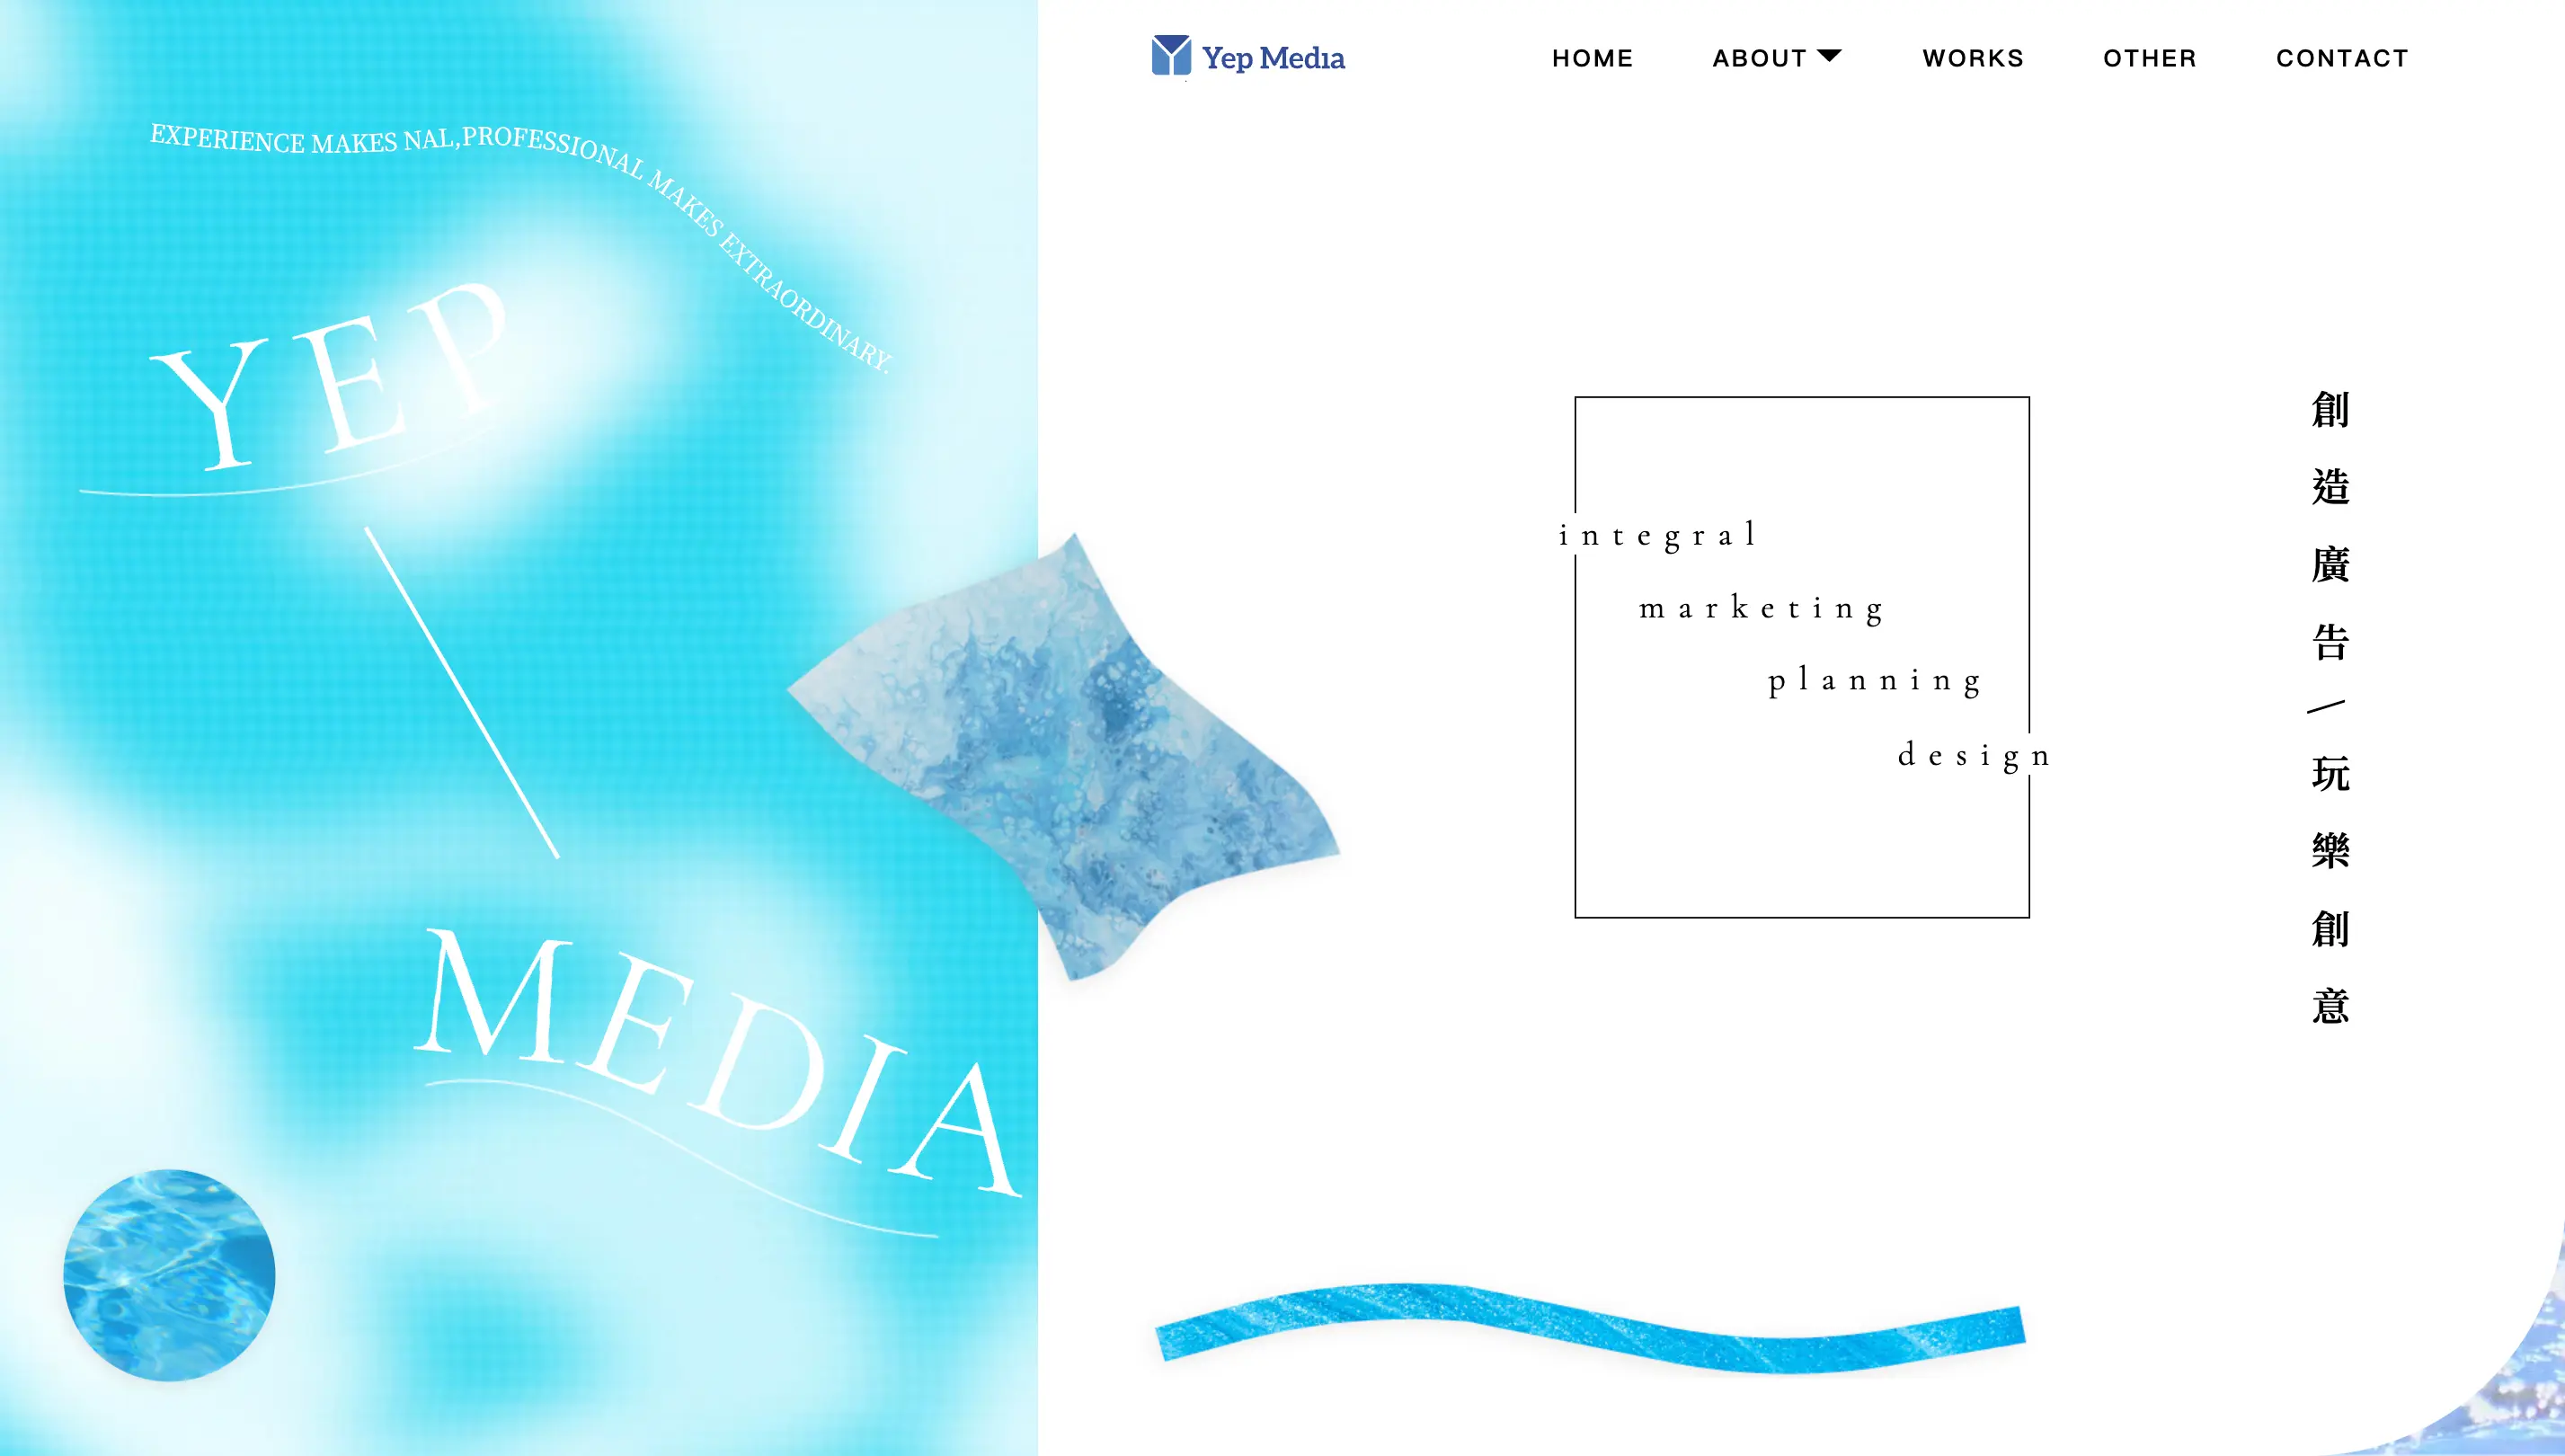 Yep Media
HOME
ABOUT
WORKS
OTHER
CONTACT
EXPERIENCE MAKES NAL,PROFESSIONAL MAKES EXTRAORDINARY.
YEP
MEDIA
integral
marketing
planning
design
創造廣告／玩樂創意